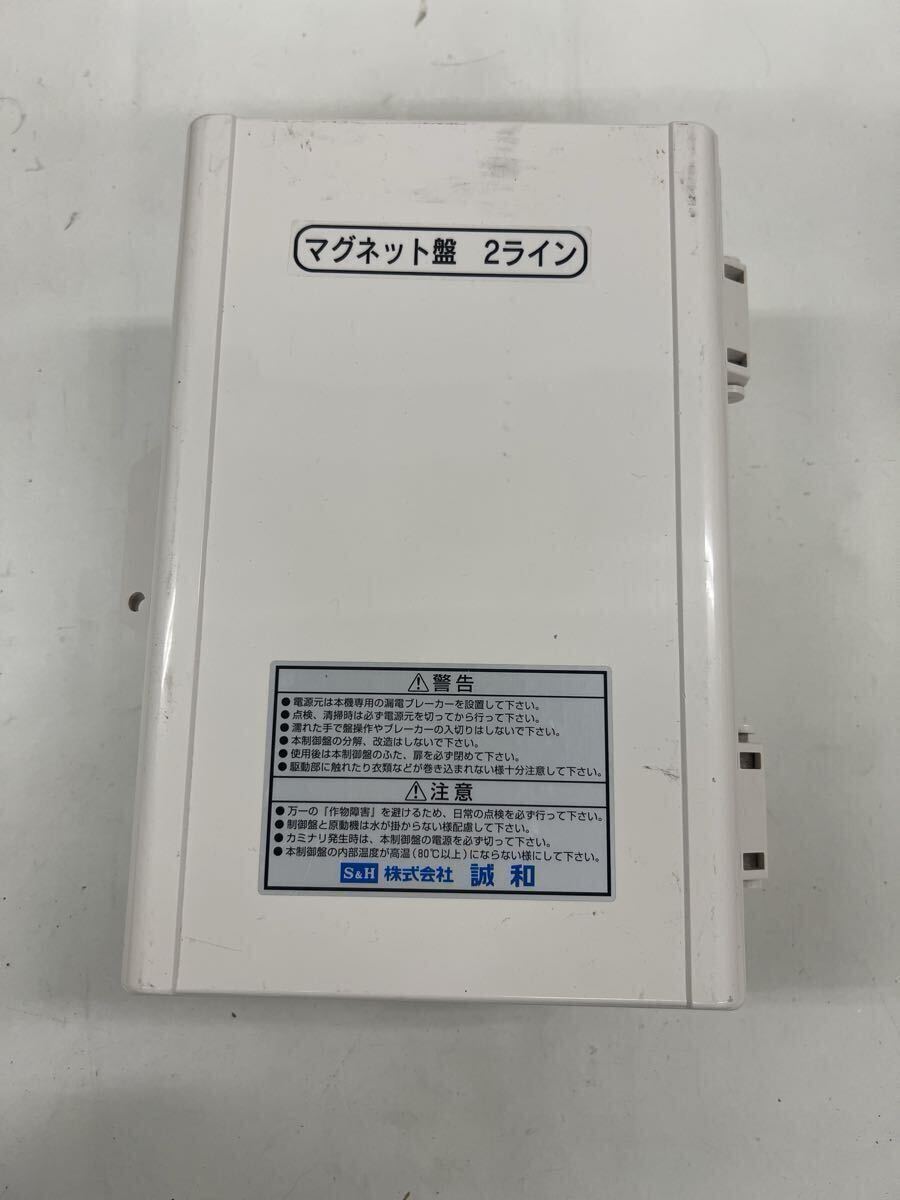 マグネット盤 2ライン
⚠警告
●電源元は本機専用の漏電ブレーカーを設置して下さい。
●点検、清掃時は必ず電源元を切ってから行って下さい。
●濡れた手で盤操作やブレーカーの入切りはしないで下さい。
●本制御盤の分解、改造はしないで下さい。
●使用後は本制御盤のふた、扉を必ず閉めて下さい。
●駆動部に触れたり衣類などが巻き込まれない様十分注意して下さい。
⚠注意
●万一の『作物障害』を避けるため、日常の点検を必ず行って下さい。
●制御盤と原動機は水が掛からない様配慮して下さい。
●カミナリ発生時は、本制御盤の電源を必ず切って下さい。
●本制御盤の内部温度が高温(80℃以上)にならない様にして下さい。
S&H 株式会社 誠和